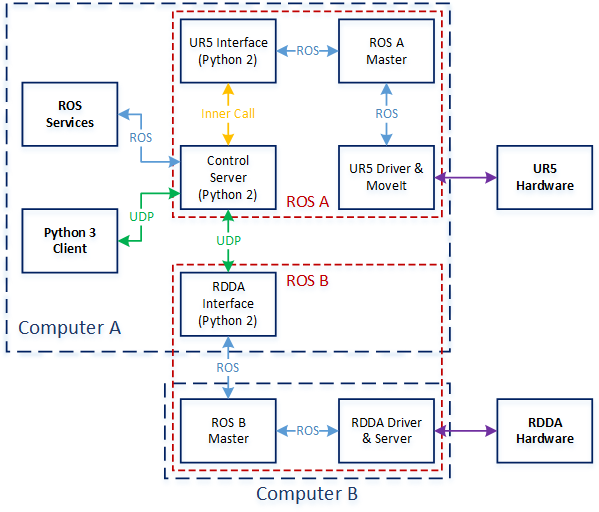 UR5 Interface
(Python 2)
ROS
ROS A
Master
Inner Call
ROS
ROS
Services
ROS
Control
Server
(Python 2)
UR5 Driver &
MoveIt
UR5
Hardware
ROS A
Python 3
Client
UDP
UDP
ROS B
RDDA
Interface
(Python 2)
Computer A
ROS
ROS B
Master
ROS
RDDA Driver
& Server
RDDA
Hardware
Computer B